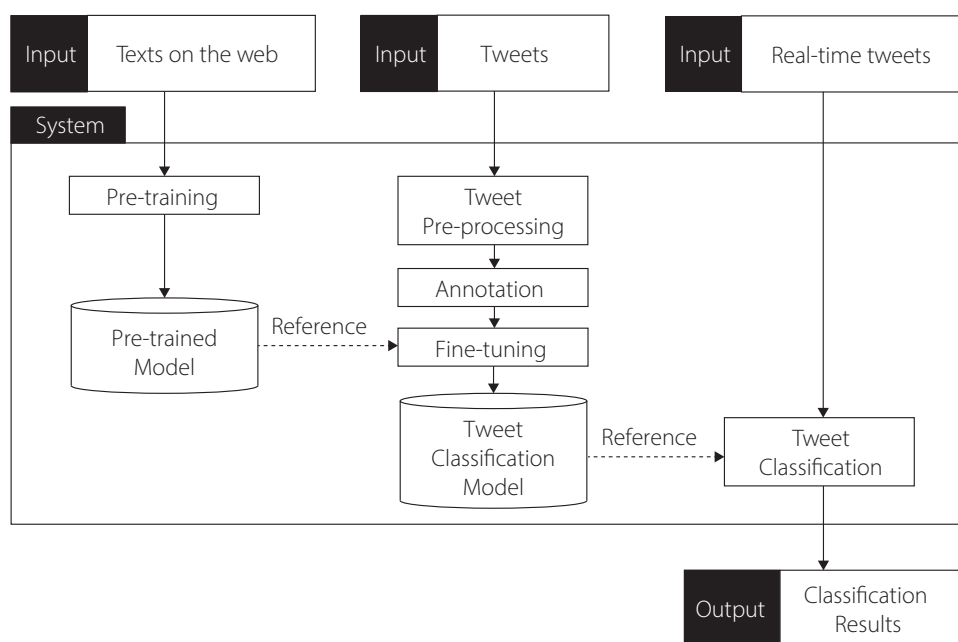 Input
Texts on the web
Input
Tweets
Input
Real-time tweets
System
Pre-training
Tweet
Pre-processing
Annotation
Pre-trained
Model
Reference
Fine-tuning
Tweet
Classification
Model
Reference
Tweet
Classification
Output
Classification
Results